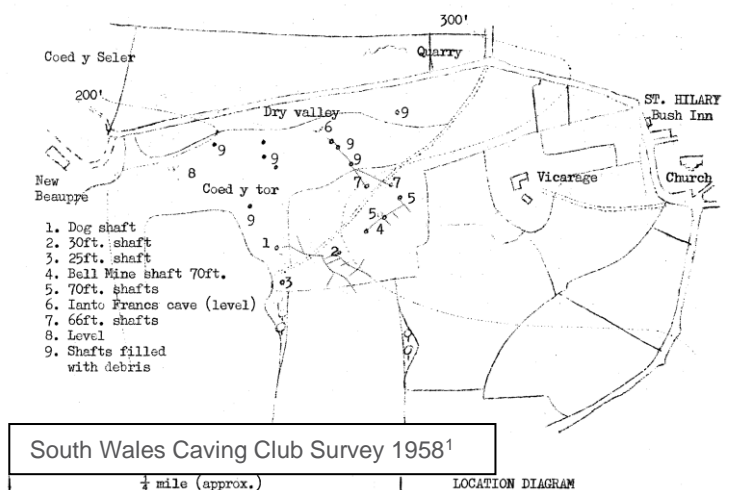 300'
Coed y Seler
Quarry
200'
ST. HILARY
Bush Inn
Dry valley
9
6
9
9
9
9
8
7
7
New
Beaupre
Coed y tor
Vicarage
Church
5
5
9
4
1
2
3
1. Dog shaft
2. 30ft. shaft
3. 25ft. shaft
4. Bell Mine shaft 70ft.
5. 70ft. shafts
6. Ianto Francs cave (level)
7. 66ft. shafts
8. Level
9. Shafts filled
with debris
South Wales Caving Club Survey 1958¹
¼ mile (approx.)
LOCATION DIAGRAM